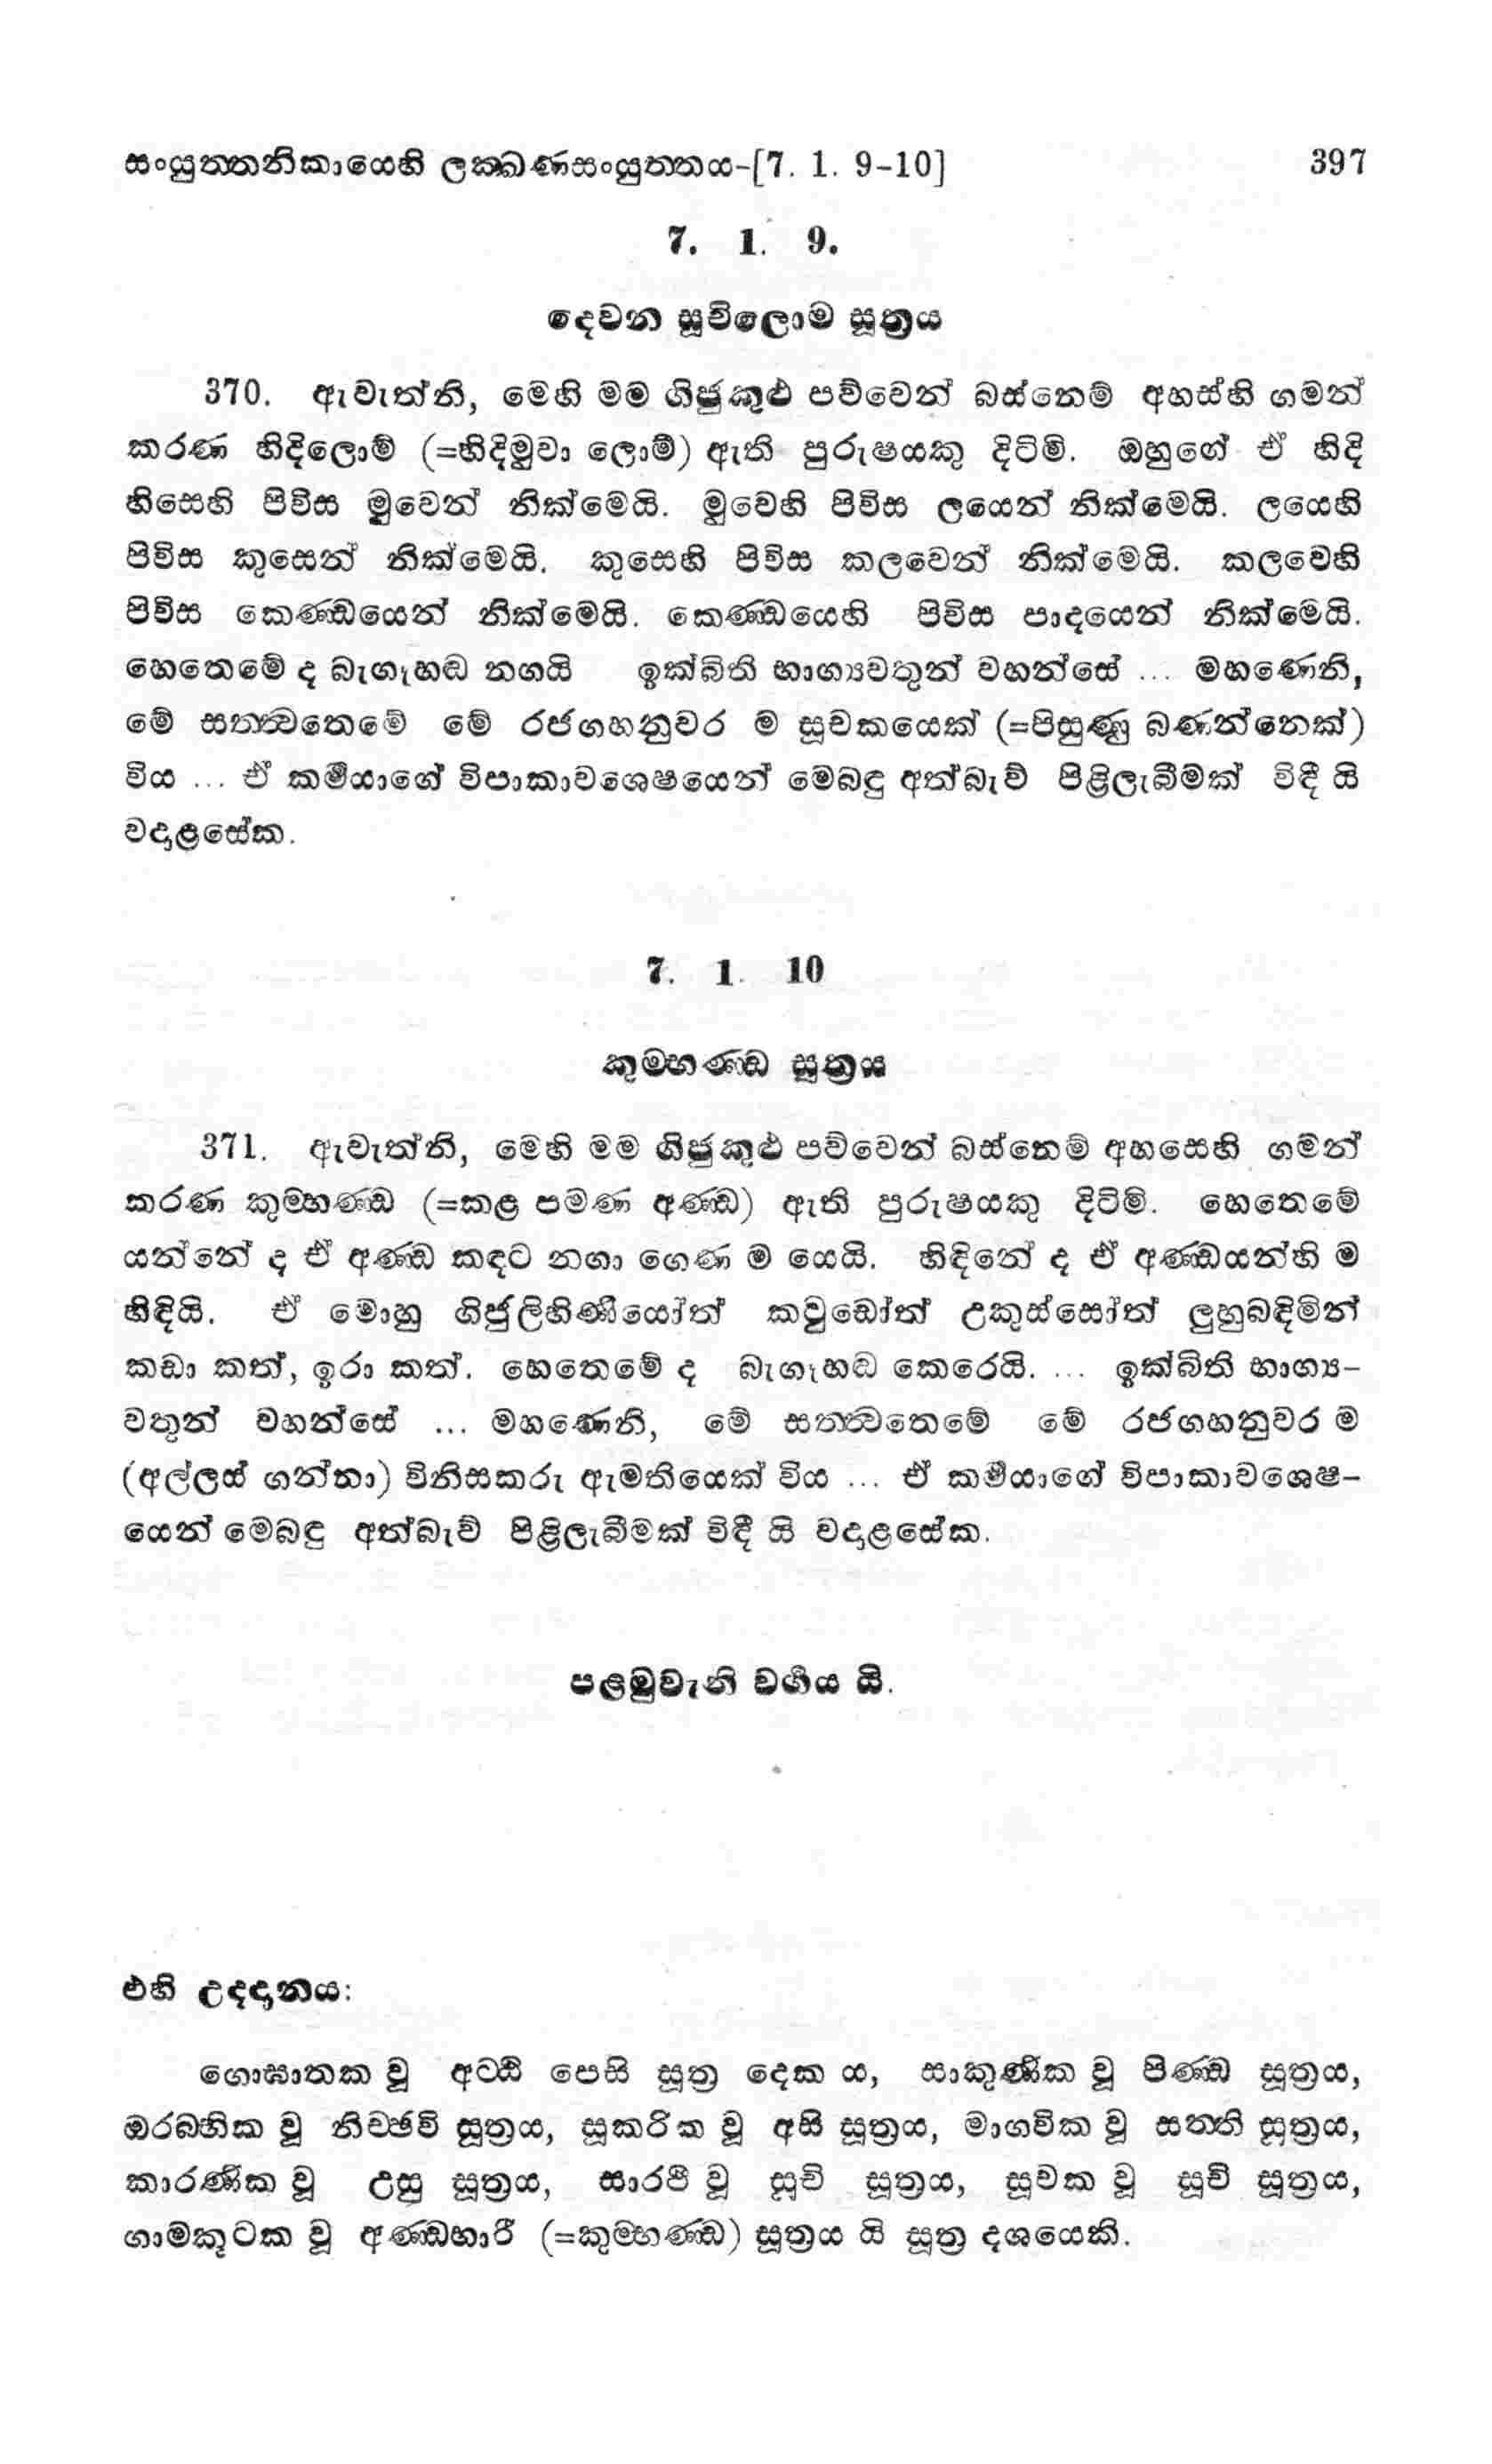 සංයුත්තනිකායෙහි ලක්ඛණසංයුත්තය-[7. 1. 9-10] 397
7. 1. 9.
දෙවන සූචිලොම සූත්‍රය
370. ඇවැත්නි, මෙහි මම ගිජුකුළු පව්වෙන් බස්නෙම් අහස්හි ගමන්
කරණ හිදිලොම් (=හිදිමුවා ලොම්) ඇති පුරුෂයකු දිටිමි. ඔහුගේ ඒ හිදි
හිසෙහි පිවිස මුවෙන් නික්මෙයි. මුවෙහි පිවිස ලයෙන් නික්මෙයි. ලයෙහි
පිවිස කුසෙන් නික්මෙයි. කුසෙහි පිවිස කලවෙන් නික්මෙයි. කලවෙහි
පිවිස කෙණ්ඩයෙන් නික්මෙයි. කෙණ්ඩයෙහි පිවිස පාදයෙන් නික්මෙයි.
හෙතෙමේ ද බැගෑහඬ නගයි ඉක්බිති භාග්‍යවතුන් වහන්සේ ... මහණෙනි,
මේ සත්ත්වතෙමේ මේ රජගහනුවර ම සූචකයෙක් (=පිසුණු බණන්නෙක්)
විය ... ඒ කර්මයාගේ විපාකාවශෙෂයෙන් මෙබඳු අත්බැව් පිළිලැබීමක් විඳී යි
වදාළසේක.
7. 1. 10
කුම්භණ්ඩ සූත්‍රය
371. ඇවැත්නි, මෙහි මම ගිජුකුළු පව්වෙන් බස්නෙම් අහසෙහි ගමන්
කරණ කුම්භණ්ඩ (=කළ පමණ අණ්ඩ) ඇති පුරුෂයකු දිටිමි. හෙතෙමේ
යන්නේ ද ඒ අණ්ඩ කඳට නගා ගෙණ ම යෙයි. හිඳිනේ ද ඒ අණ්ඩයන්හි ම
හිඳියි. ඒ මොහු ගිජුලිහිණියෝත් කවුඩෝත් උකුස්සෝත් ලුහුබඳිමින්
කඩා කත්, ඉරා කත්. හෙතෙමේ ද බැගෑහඬ කෙරෙයි. ... ඉක්බිති භාග්‍ය-
වතුන් වහන්සේ ... මහණෙනි, මේ සත්ත්වතෙමේ මේ රජගහනුවර ම
(අල්ලස් ගන්නා) විනිසකරු ඇමතියෙක් විය ... ඒ කර්මයාගේ විපාකාවශෙෂ-
යෙන් මෙබඳු අත්බැව් පිළිලැබීමක් විඳී යි වදාළසේක.
පළමුවැනි වර්ගය යි.
එහි උද්දානය:
ගොඝාතක වූ අට්ඨි පෙසි සූත්‍ර දෙක ය, සාකුණික වූ පිණ්ඩ සූත්‍රය,
ඔරබ්භික වූ නිච්ඡවි සූත්‍රය, සූකරික වූ අසි සූත්‍රය, මාගවික වූ සත්ති සූත්‍රය,
කාරණික වූ උසු සූත්‍රය, සාරථි වූ සූචි සූත්‍රය, සූචක වූ සූචි සූත්‍රය,
ගාමකූටක වූ අණ්ඩභාරී (=කුම්භණ්ඩ) සූත්‍රය යි සූත්‍ර දශයෙකි.